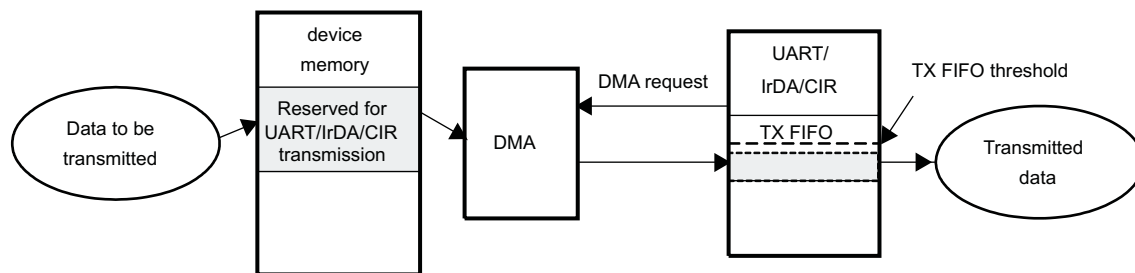 Data to be
transmitted
device
memory
Reserved for
UART/IrDA/CIR
transmission
DMA
DMA request
UART/
IrDA/CIR
TX FIFO
TX FIFO threshold
Transmitted
data